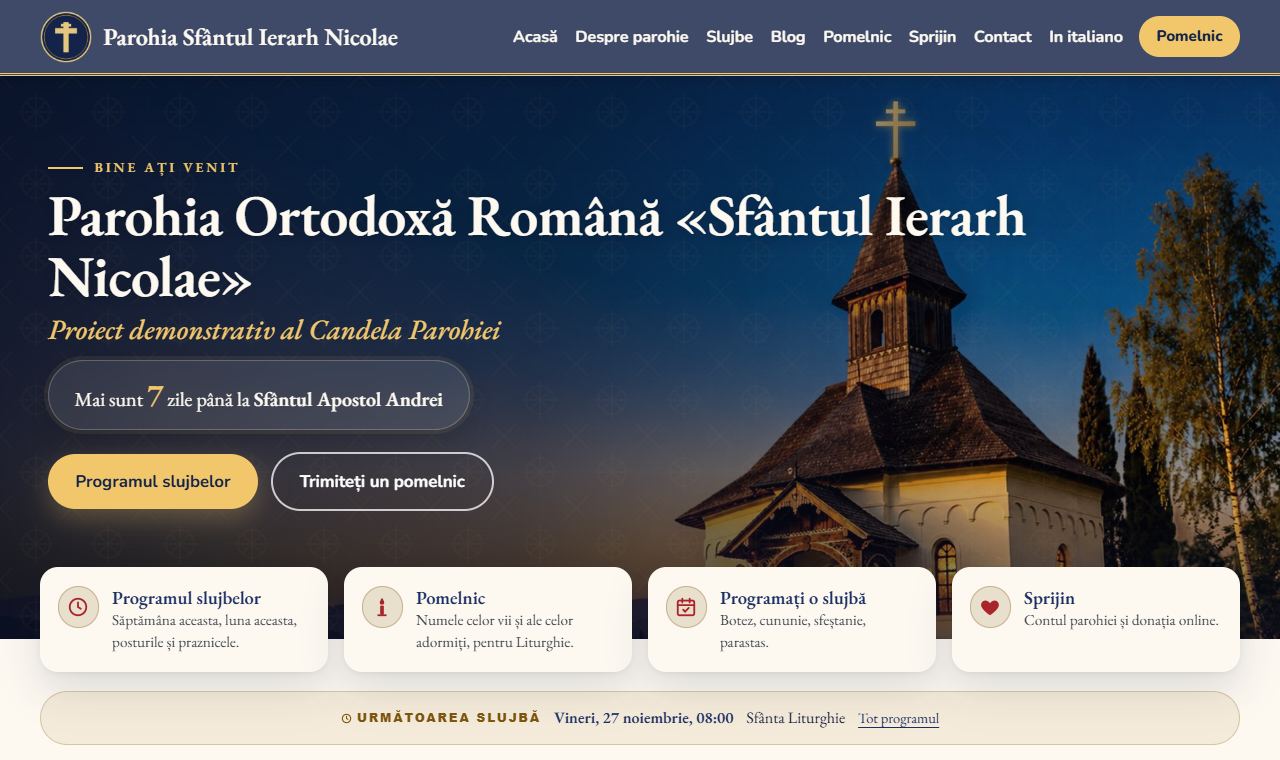 Parohia Sfântul Ierarh Nicolae
Acasă Despre parohie Slujbe Blog Pomelnic Sprijin Contact In italiano Pomelnic
BINE AȚI VENIT
Parohia Ortodoxă Română «Sfântul Ierarh
Nicolae»
Proiect demonstrativ al Candela Parohiei
Mai sunt 7 zile până la Sfântul Apostol Andrei
Programul slujbelor
Trimiteți un pomelnic
Programul slujbelor
Săptămâna aceasta, luna aceasta,
posturile și praznicele.
Pomelnic
Numele celor vii și ale celor
adormiți, pentru Liturghie.
Programați o slujbă
Botez, cununie, sfeștanie,
parastas.
Sprijin
Contul parohiei și donația online.
URMĂTOAREA SLUJBĂ Vineri, 27 noiembrie, 08:00 Sfânta Liturghie Tot programul